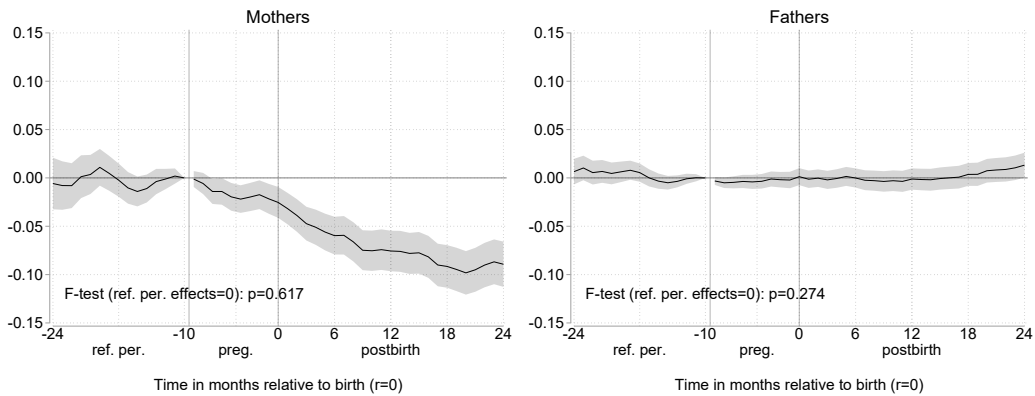 Mothers
0.15
0.10
0.05
0.00
-0.05
-0.10
-0.15
F-test (ref. per. effects=0): p=0.617
-24 -10 0 6 12 18 24
ref. per. preg. postbirth
Time in months relative to birth (r=0)
Fathers
0.15
0.10
0.05
0.00
-0.05
-0.10
-0.15
F-test (ref. per. effects=0): p=0.274
-24 -10 0 6 12 18 24
ref. per. preg. postbirth
Time in months relative to birth (r=0)